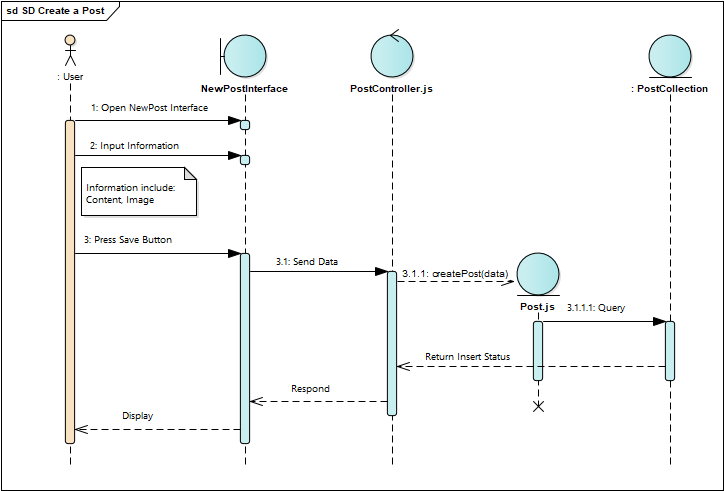 sd SD Create a Post
: User
NewPostInterface
PostController.js
: PostCollection
1: Open NewPost Interface
2: Input Information
Information include:
Content, Image
3: Press Save Button
3.1: Send Data
3.1.1: createPost(data)
Post.js
3.1.1.1: Query
Return Insert Status
Respond
Display